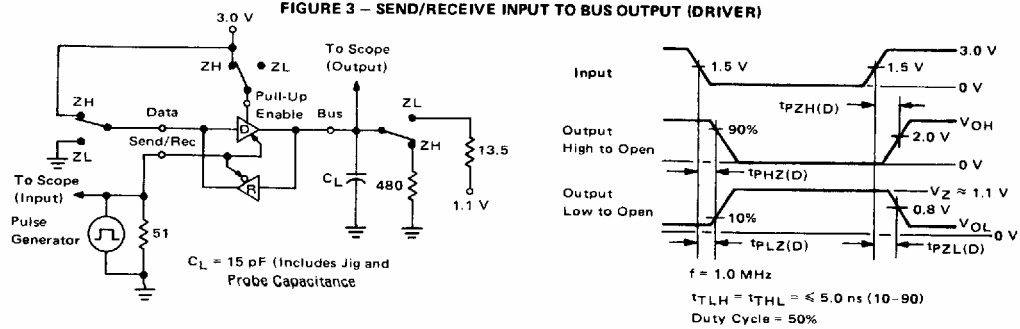 FIGURE 3 – SEND/RECEIVE INPUT TO BUS OUTPUT (DRIVER)
3.0 V
ZH
ZL
To Scope
(Output)
Pull-Up
Enable
Bus
ZH
Data
ZL
Send/Rec
D
R
ZL
ZH
13.5
CL
480
1.1 V
To Scope
(Input)
Pulse
Generator
51
CL = 15 pF (Includes Jig and
Probe Capacitance
Input
1.5 V
1.5 V
3.0 V
0 V
tPZH(D)
Output
High to Open
90%
VOH
2.0 V
0 V
tPHZ(D)
Output
Low to Open
10%
VZ ≈ 1.1 V
0.8 V
VOL
0 V
tPLZ(D)
tPZL(D)
f = 1.0 MHz
tTLH = tTHL = ⩽ 5.0 ns (10-90)
Duty Cycle = 50%